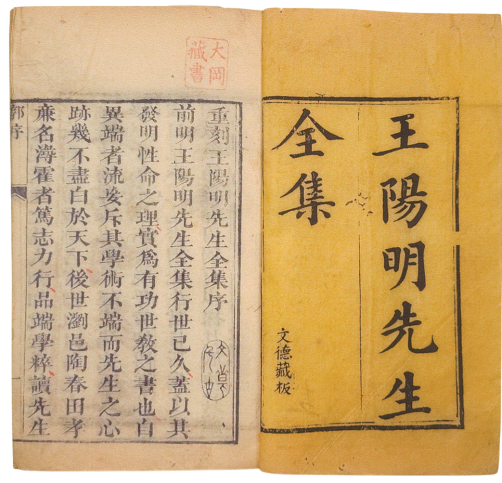 王陽明先生
全集
文德藏板
大岡
藏書
重刻王陽明先生全集序
前明王陽明先生全集行世已久蓋以其
發明性命之理實爲有功世教之書也自
異端者流妄斥其學術不端而先生之心
跡幾不盡白於天下後世瀏邑陶春田孝
廉名潯霍者篤志力行品端學粹讀先生
郭序